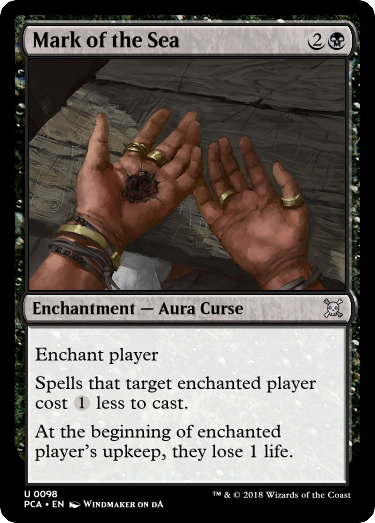 Mark of the Sea 2
Enchantment — Aura Curse
Enchant player
Spells that target enchanted player
cost 1 less to cast.
At the beginning of enchanted
player's upkeep, they lose 1 life.
U 0098
PCA • EN Windmaker on dA
™ & © 2018 Wizards of the Coast